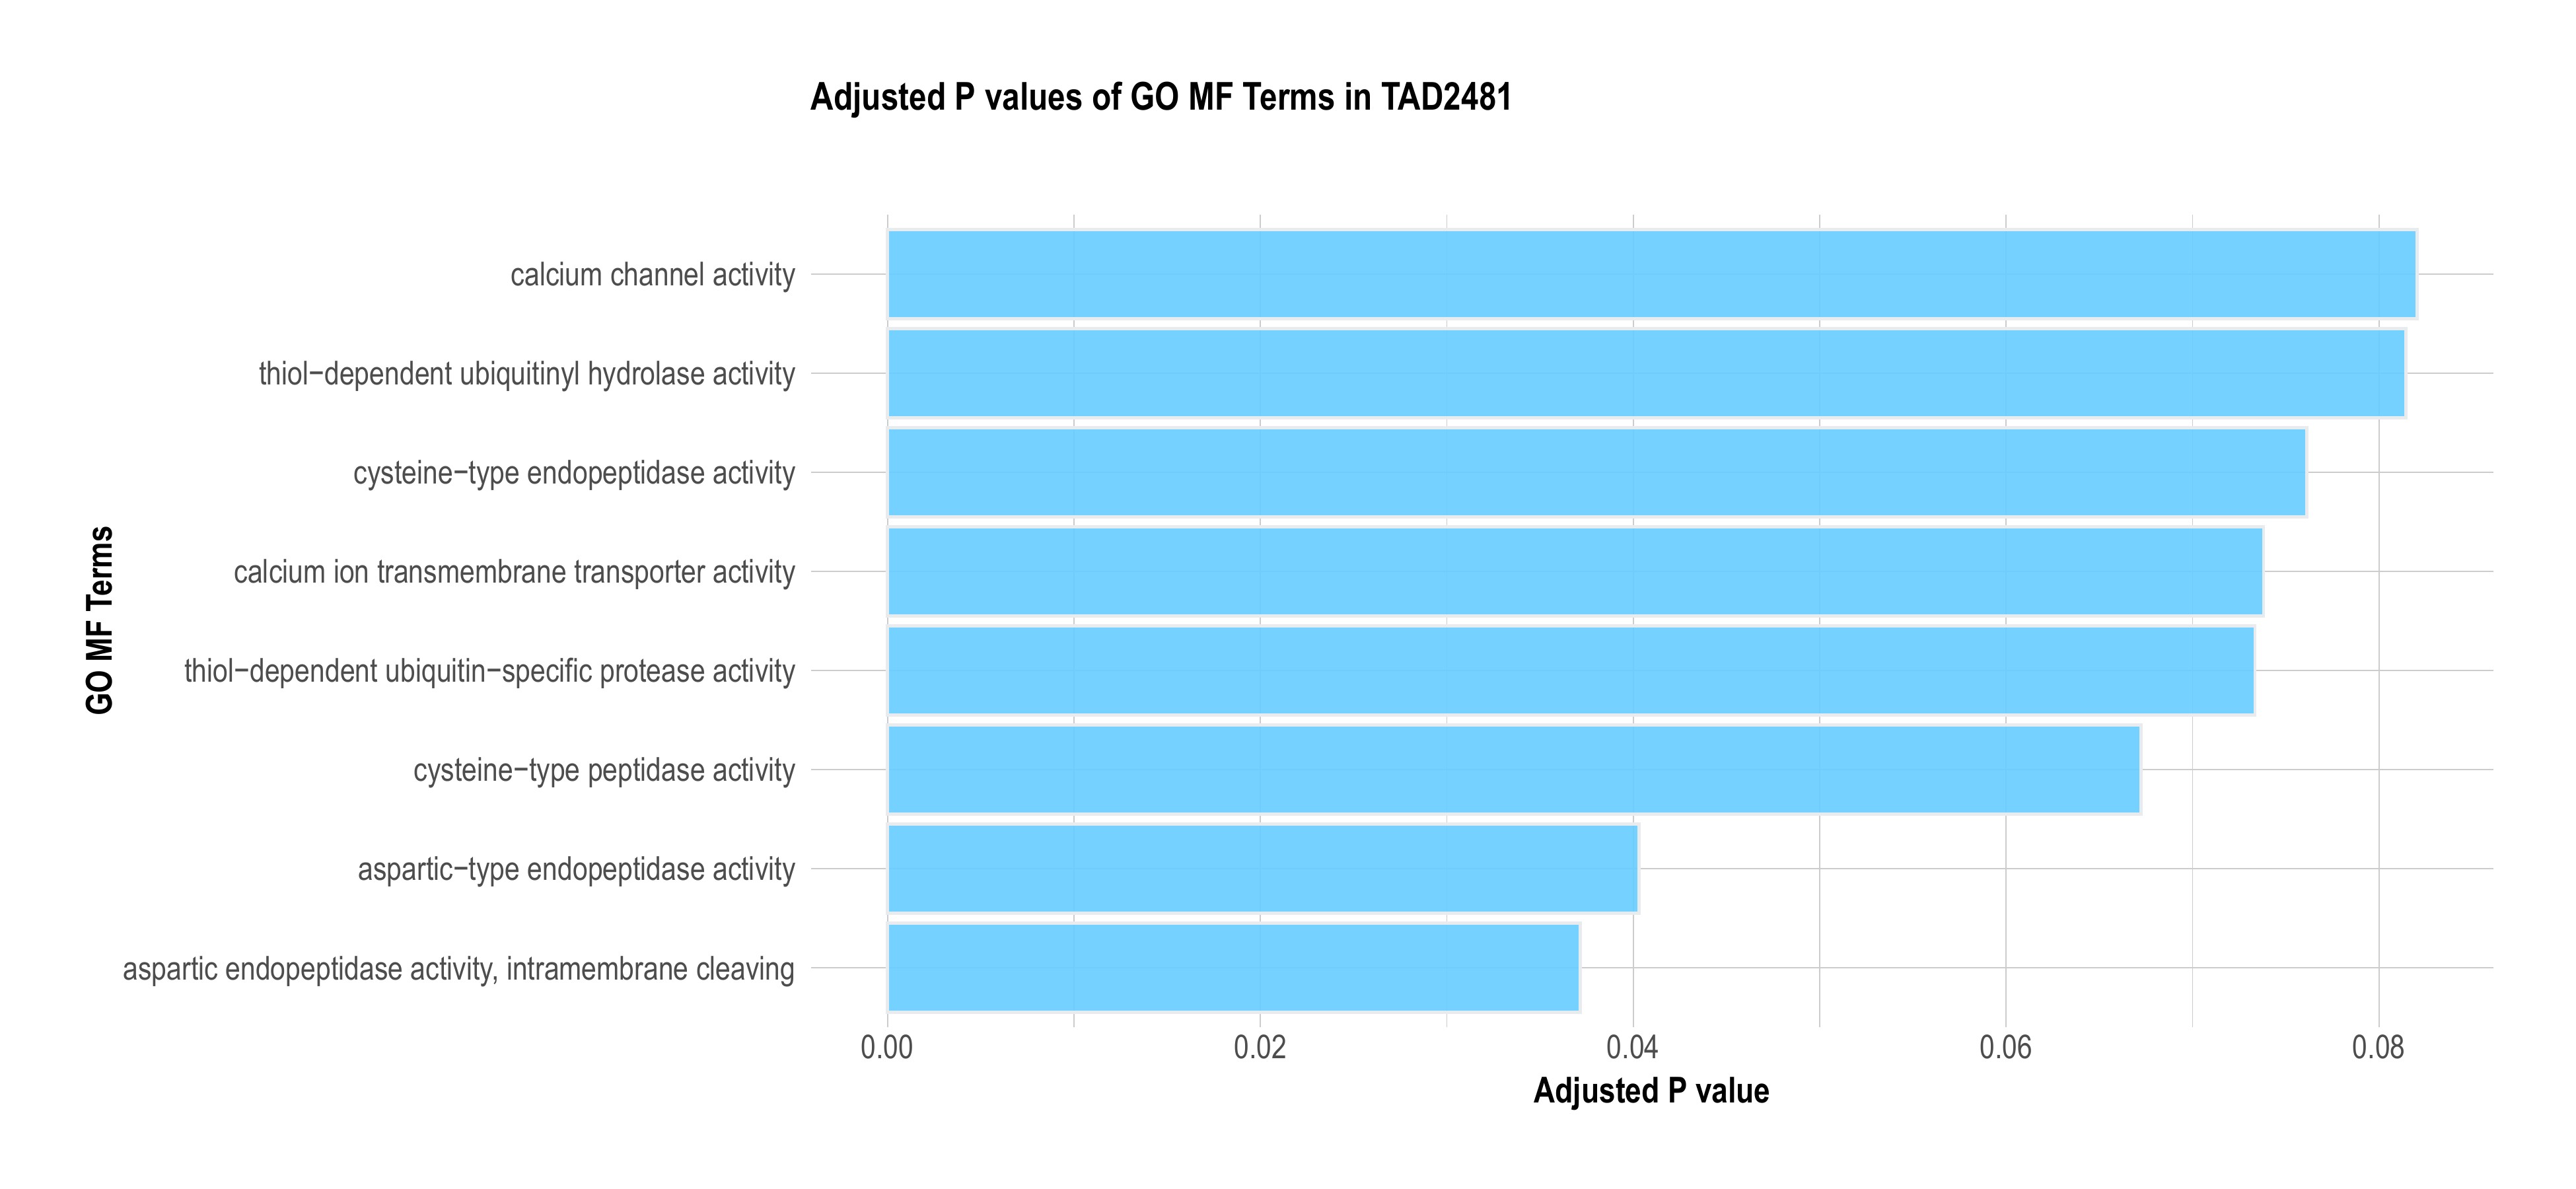 Adjusted P values of GO MF Terms in TAD2481
GO MF Terms
calcium channel activity
thiol−dependent ubiquitinyl hydrolase activity
cysteine−type endopeptidase activity
calcium ion transmembrane transporter activity
thiol−dependent ubiquitin−specific protease activity
cysteine−type peptidase activity
aspartic−type endopeptidase activity
aspartic endopeptidase activity, intramembrane cleaving
0.00 0.02 0.04 0.06 0.08
Adjusted P value